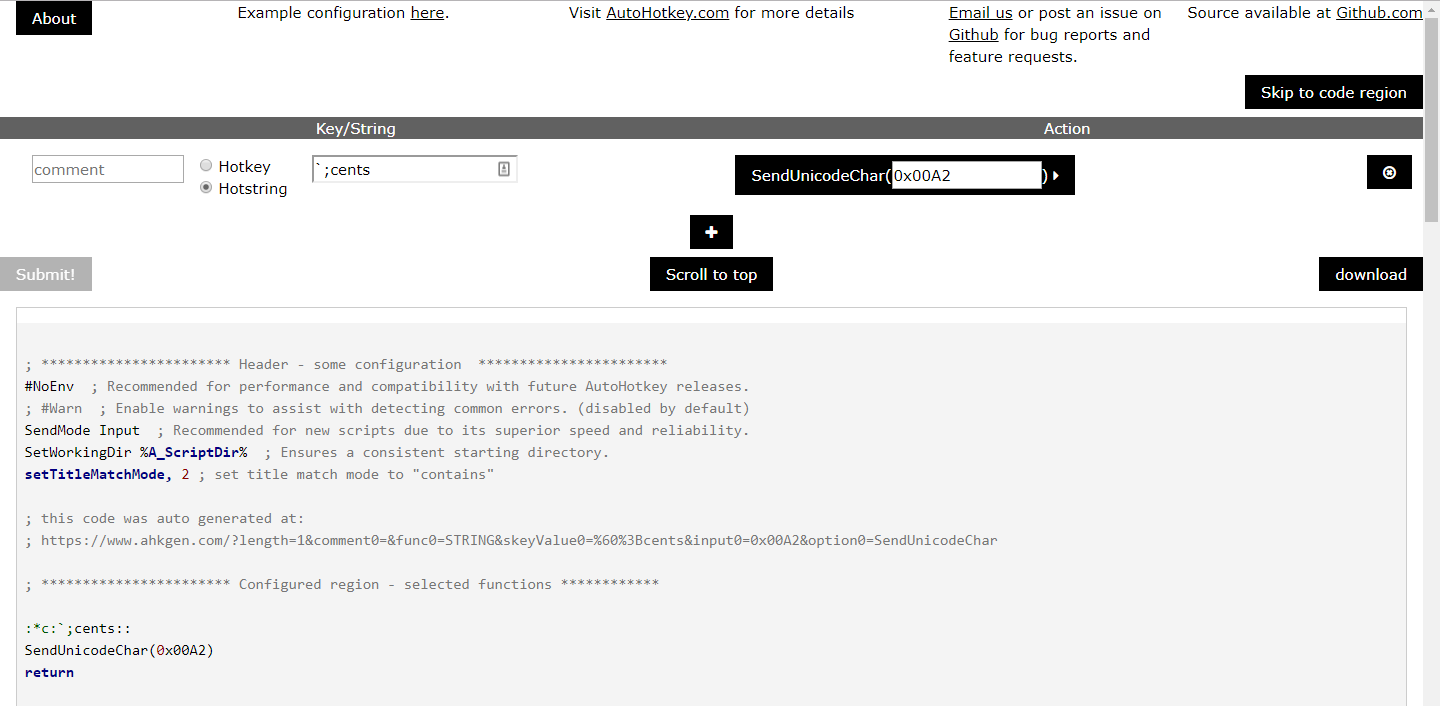 About
Example configuration here.
Visit AutoHotkey.com for more details
Email us or post an issue on
Github for bug reports and
feature requests.
Source available at Github.com
Skip to code region
Key/String
Action
comment
Hotkey
Hotstring
`;cents
SendUnicodeChar(0x00A2)
Submit!
Scroll to top
download
; *********************** Header - some configuration  ***********************
#NoEnv  ; Recommended for performance and compatibility with future AutoHotkey releases.
; #Warn  ; Enable warnings to assist with detecting common errors. (disabled by default)
SendMode Input  ; Recommended for new scripts due to its superior speed and reliability.
SetWorkingDir %A_ScriptDir%  ; Ensures a consistent starting directory.
setTitleMatchMode, 2 ; set title match mode to "contains"
; this code was auto generated at:
; https://www.ahkgen.com/?length=1&comment0=&func0=STRING&skeyValue0=%60%3Bcents&input0=0x00A2&option0=SendUnicodeChar
; *********************** Configured region - selected functions ************
:*c:`;cents::
SendUnicodeChar(0x00A2)
return